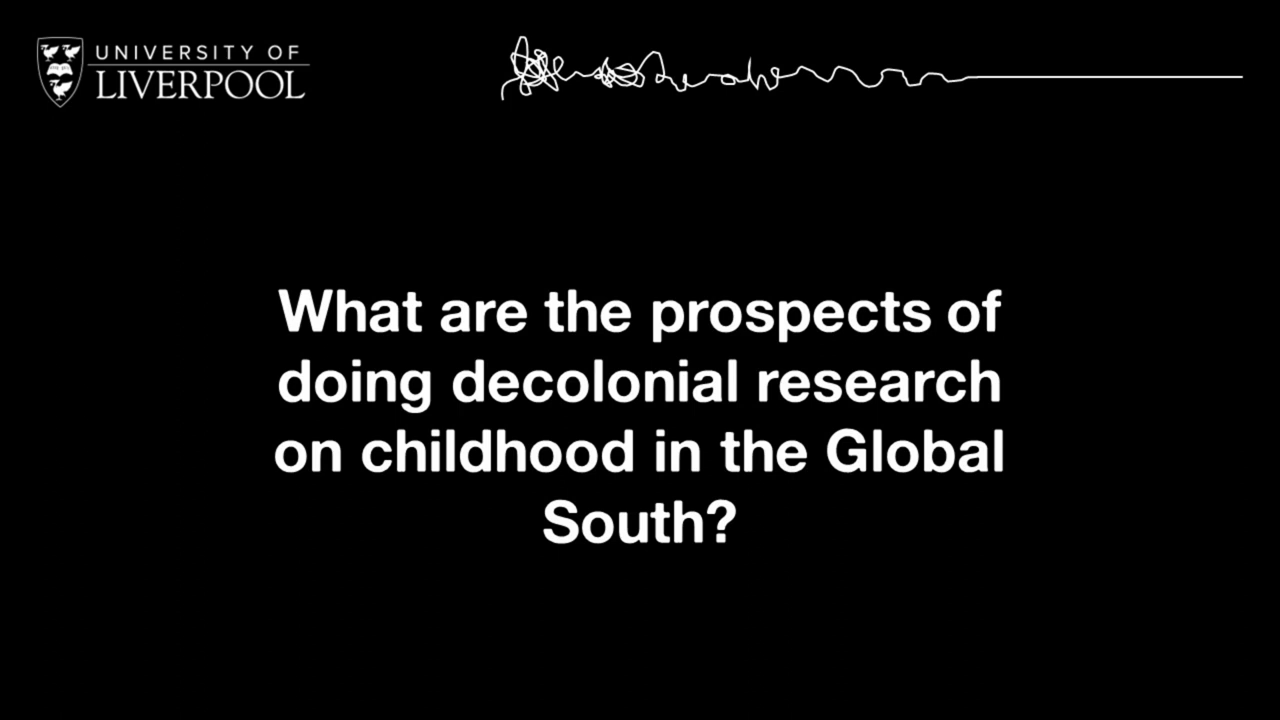 UNIVERSITY OF
LIVERPOOL
What are the prospects of
doing decolonial research
on childhood in the Global
South?